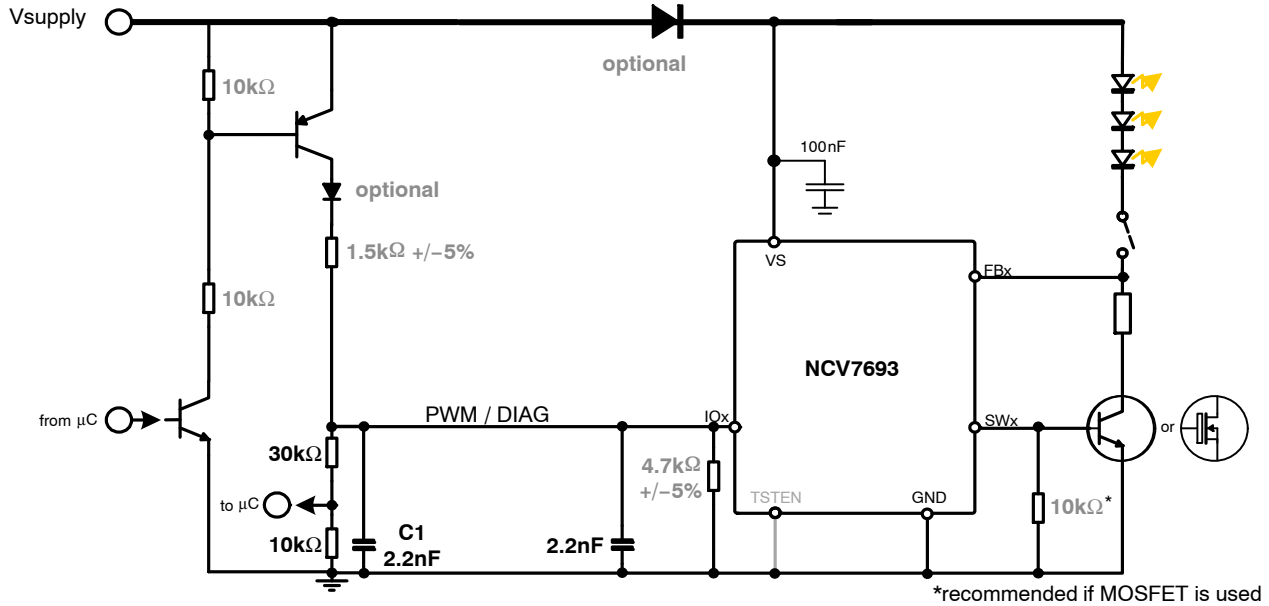 Vsupply
optional
10kΩ
100nF
optional
1.5kΩ +/−5%
VS
FBx
10kΩ
NCV7693
from μC
PWM / DIAG
IOx
SWx
or
30kΩ
4.7kΩ
+/−5%
to μC
TSTEN
GND
10kΩ*
10kΩ
C1
2.2nF
2.2nF
*recommended if MOSFET is used